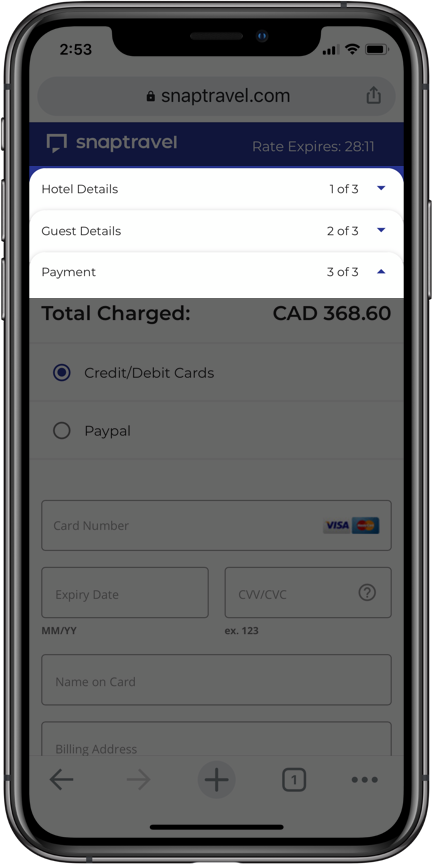 2:53
snaptravel.com
snaptravel Rate Expires: 28:11
Hotel Details 1 of 3
Guest Details 2 of 3
Payment 3 of 3
Total Charged: CAD 368.60
Credit/Debit Cards
Paypal
Card Number VISA
Expiry Date CVV/CVC ?
MM/YY ex. 123
Name on Card
Billing Address
1